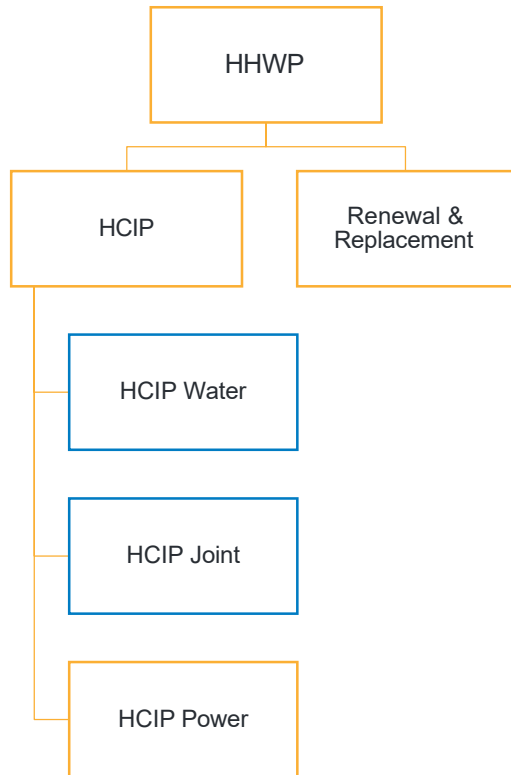 HHWP
HCIP
Renewal &
Replacement
HCIP Water
HCIP Joint
HCIP Power